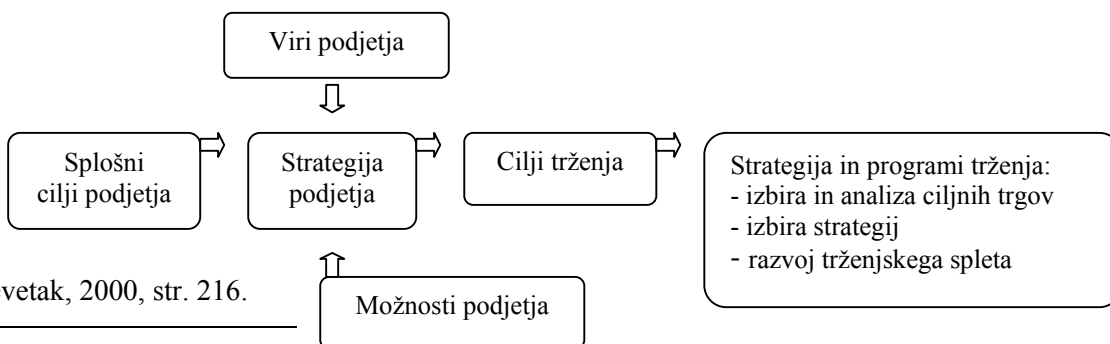 Viri podjetja
Splošni
cilji podjetja
Strategija
podjetja
Cilji trženja
Strategija in programi trženja:
- izbira in analiza ciljnih trgov
- izbira strategij
- razvoj trženjskega spleta
Možnosti podjetja
evetak, 2000, str. 216.